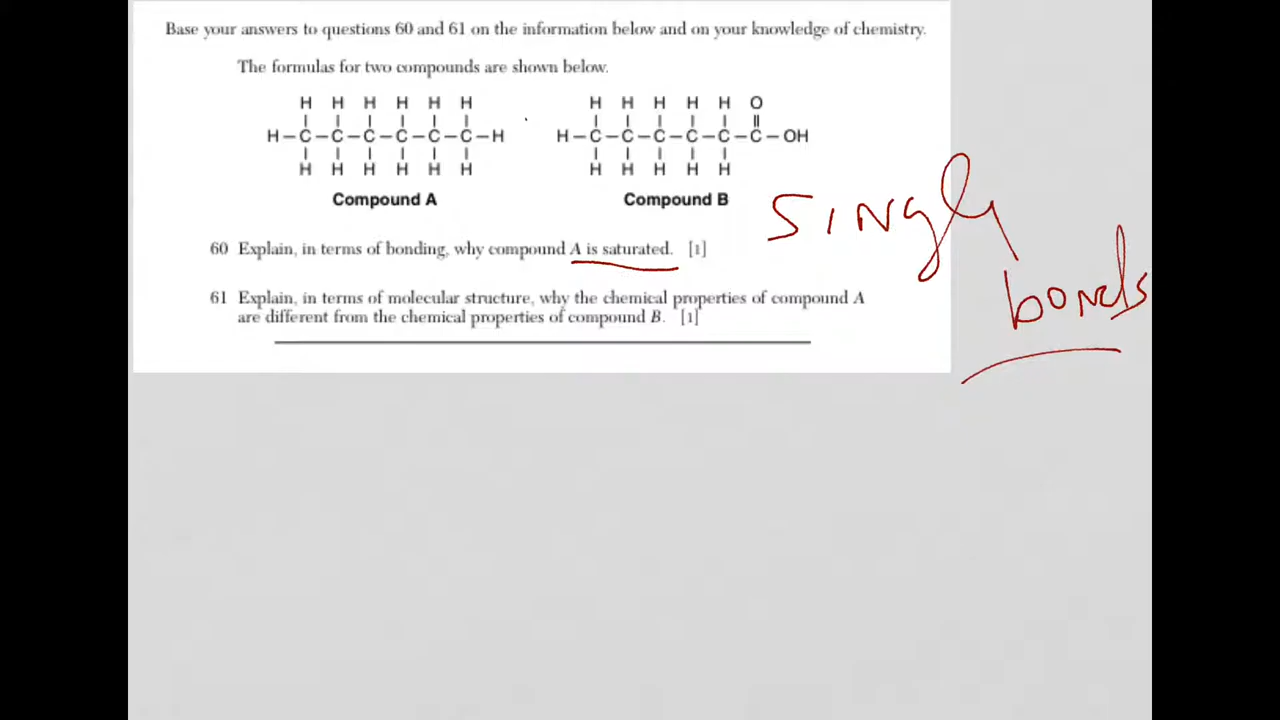 Base your answers to questions 60 and 61 on the information below and on your knowledge of chemistry.
The formulas for two compounds are shown below.
H H H H H H
H–C–C–C–C–C–C–H
H H H H H H
Compound A
H H H H H O
H–C–C–C–C–C–C–OH
H H H H H
Compound B
60 Explain, in terms of bonding, why compound A is saturated. [1]
61 Explain, in terms of molecular structure, why the chemical properties of compound A
are different from the chemical properties of compound B. [1]
single
bonds